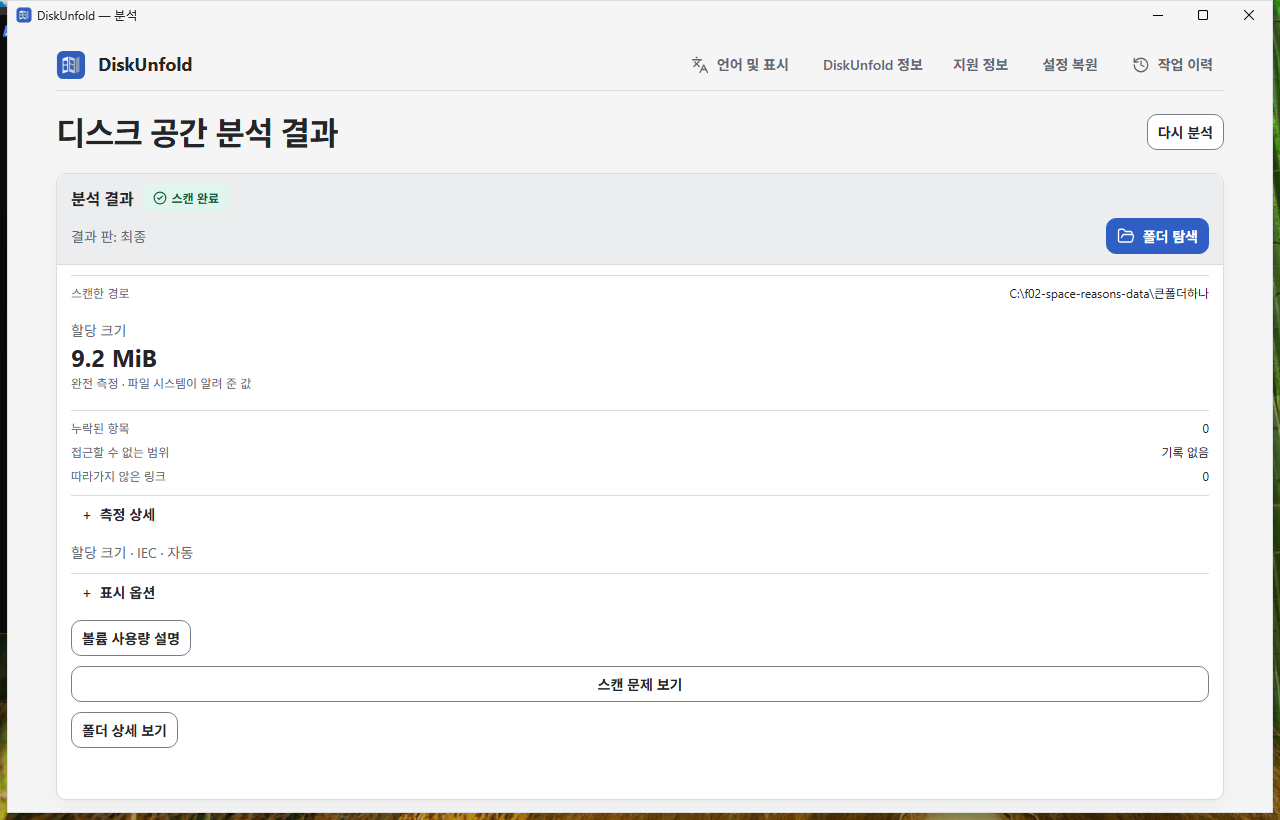 DiskUnfold — 분석
DiskUnfold
언어 및 표시
DiskUnfold 정보
지원 정보
설정 복원
작업 이력
디스크 공간 분석 결과
다시 분석
분석 결과
스캔 완료
결과 판: 최종
폴더 탐색
스캔한 경로
C:\f02-space-reasons-data\큰폴더하나
할당 크기
9.2 MiB
완전 측정 · 파일 시스템이 알려 준 값
누락된 항목
0
접근할 수 없는 범위
기록 없음
따라가지 않은 링크
0
+ 측정 상세
할당 크기 · IEC · 자동
+ 표시 옵션
볼륨 사용량 설명
스캔 문제 보기
폴더 상세 보기